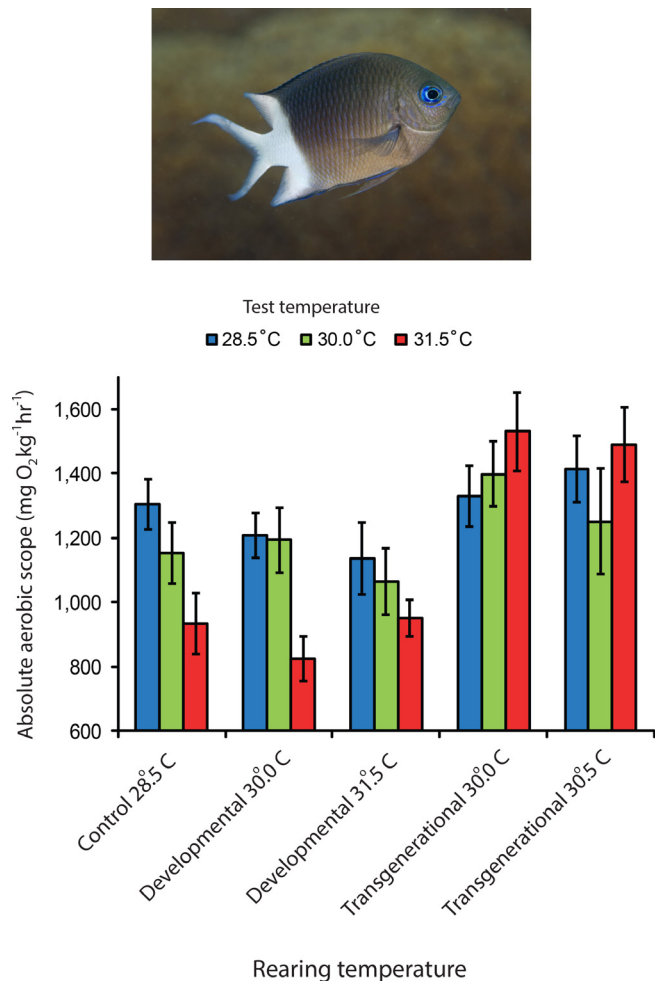 Test temperature
28.5°C 30.0°C 31.5°C
Absolute aerobic scope (mg O₂kg⁻¹hr⁻¹)
1,600
1,400
1,200
1,000
800
600
Control 28.5°C
Developmental 30.0°C
Developmental 31.5°C
Transgenerational 30.0°C
Transgenerational 30.5°C
Rearing temperature